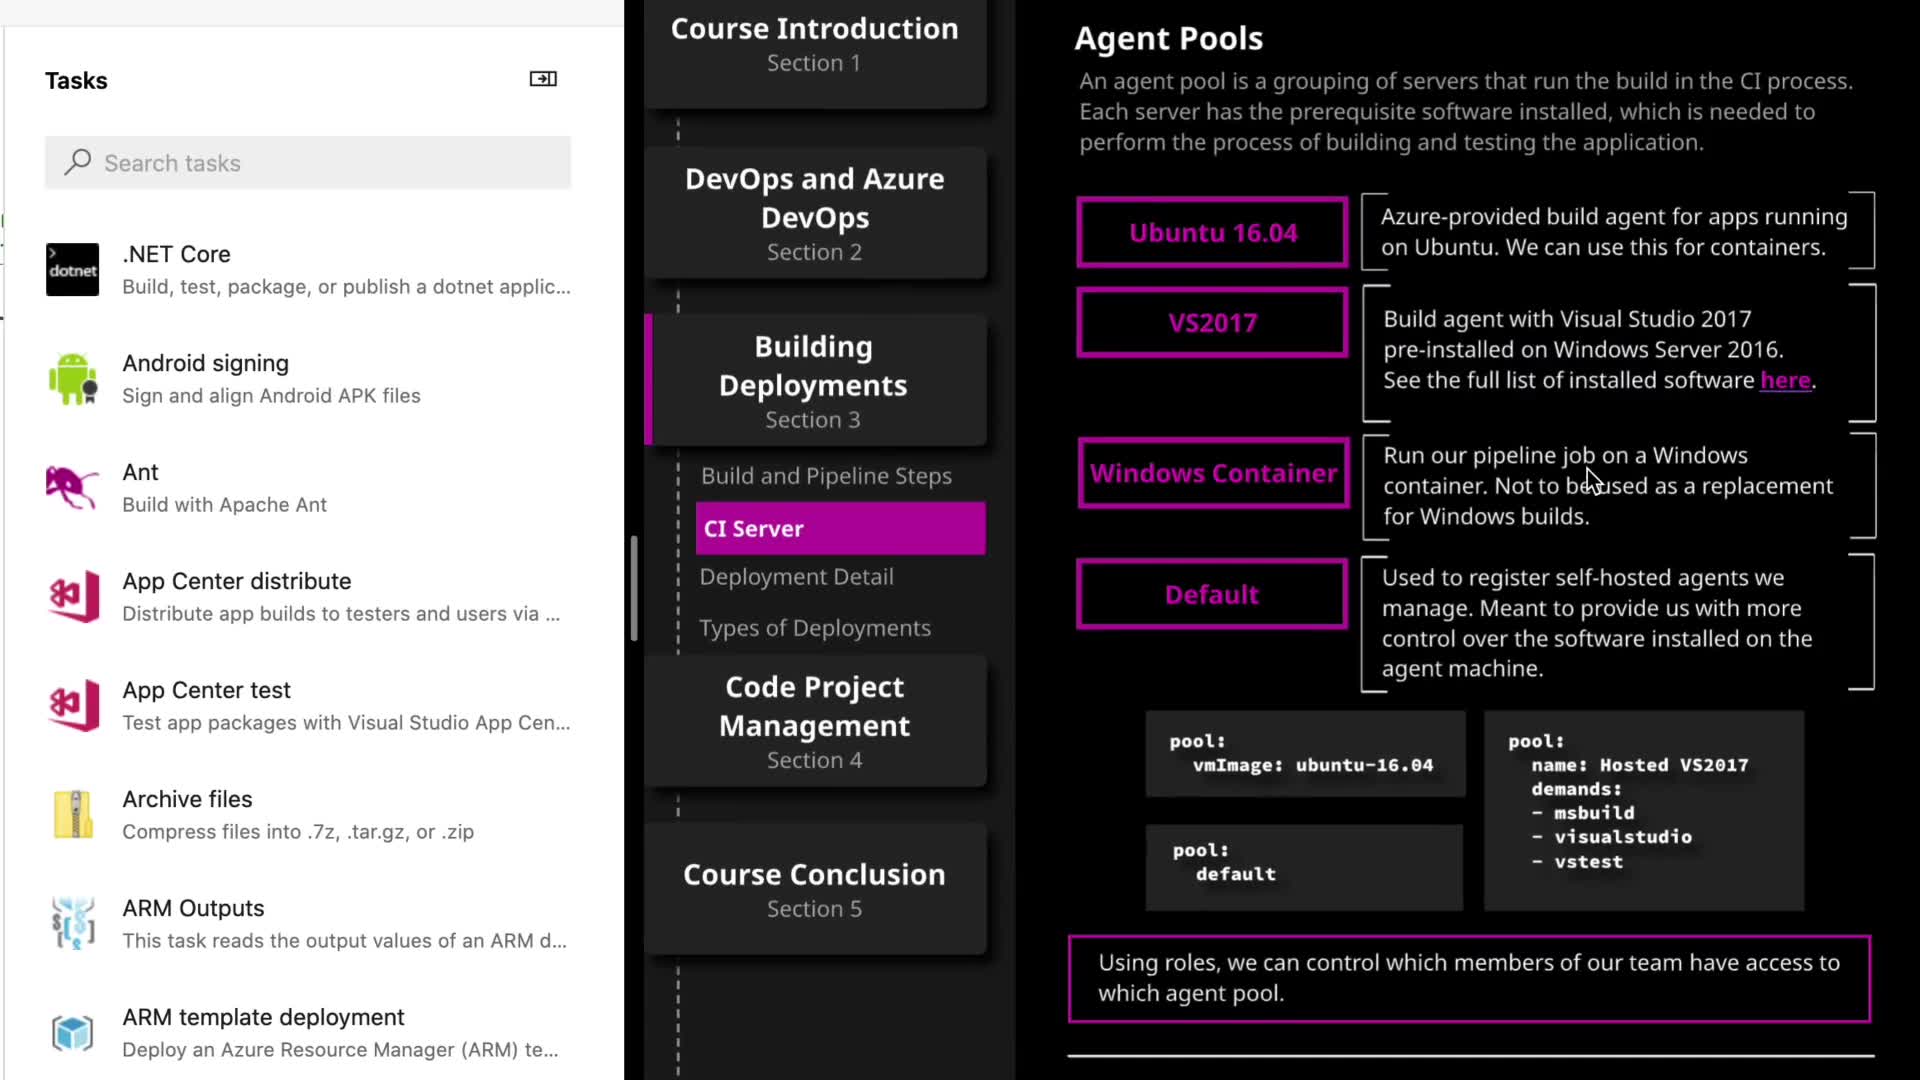 Tasks
Search tasks
dotnet
.NET Core
Build, test, package, or publish a dotnet applic...
Android signing
Sign and align Android APK files
Ant
Build with Apache Ant
App Center distribute
Distribute app builds to testers and users via ...
App Center test
Test app packages with Visual Studio App Cen...
Archive files
Compress files into .7z, .tar.gz, or .zip
ARM Outputs
This task reads the output values of an ARM d...
ARM template deployment
Deploy an Azure Resource Manager (ARM) te...
Course Introduction
Section 1
DevOps and Azure
DevOps
Section 2
Building
Deployments
Section 3
Build and Pipeline Steps
CI Server
Deployment Detail
Types of Deployments
Code Project
Management
Section 4
Course Conclusion
Section 5
Agent Pools
An agent pool is a grouping of servers that run the build in the CI process.
Each server has the prerequisite software installed, which is needed to
perform the process of building and testing the application.
Ubuntu 16.04
Azure-provided build agent for apps running
on Ubuntu. We can use this for containers.
VS2017
Build agent with Visual Studio 2017
pre-installed on Windows Server 2016.
See the full list of installed software here.
Windows Container
Run our pipeline job on a Windows
container. Not to be used as a replacement
for Windows builds.
Default
Used to register self-hosted agents we
manage. Meant to provide us with more
control over the software installed on the
agent machine.
pool:
vmImage: ubuntu-16.04
pool:
default
pool:
name: Hosted VS2017
demands:
- msbuild
- visualstudio
- vstest
Using roles, we can control which members of our team have access to
which agent pool.